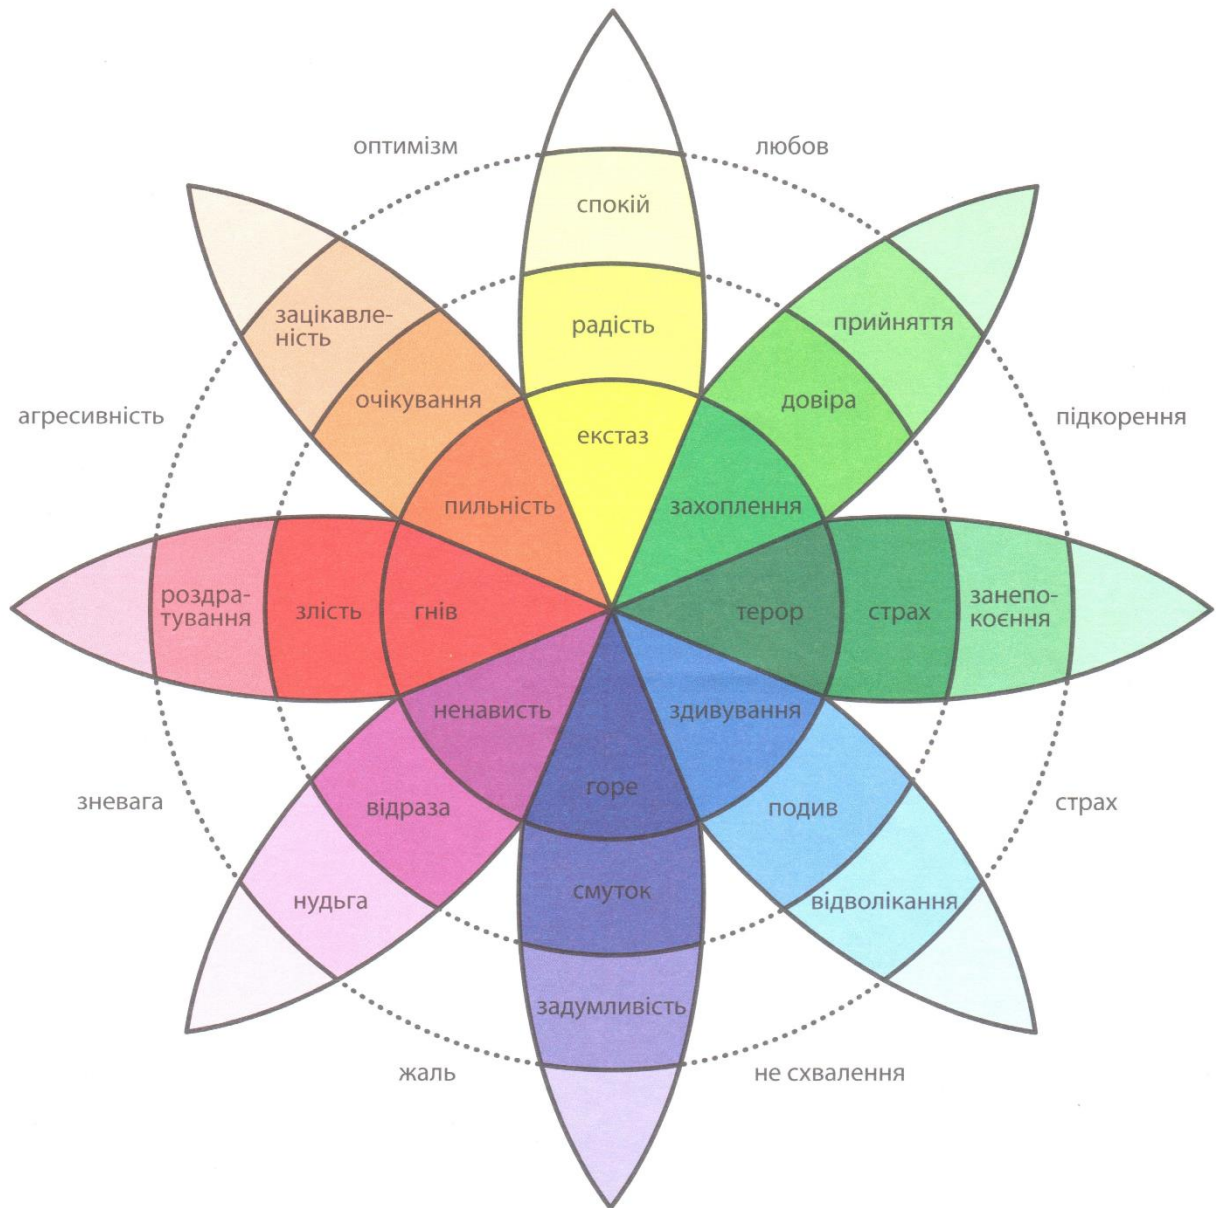 оптимізм
любов
спокій
зацікавле-
ність
радість
прийняття
очікування
довіра
агресивність
підкорення
екстаз
пильність
захоплення
роздра-
тування
злість
гнів
терор
страх
занепо-
коєння
ненависть
здивування
горе
зневага
відраза
подив
страх
нудьга
смуток
відволікання
задумливість
жаль
не схвалення